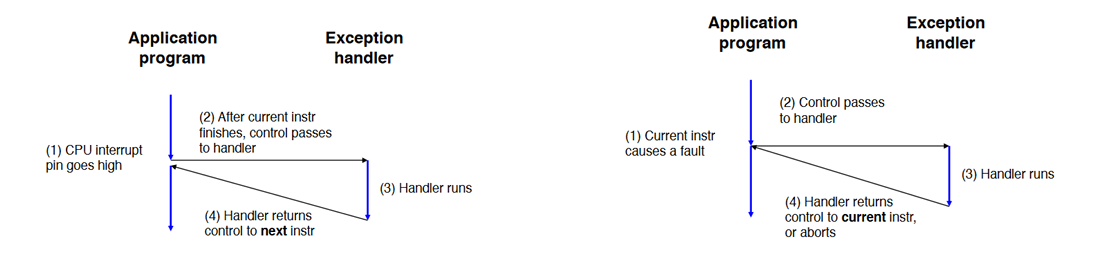 Application
program
Exception
handler
(2) After current instr
finishes, control passes
to handler
(1) CPU interrupt
pin goes high
(3) Handler runs
(4) Handler returns
control to next instr
Application
program
Exception
handler
(2) Control passes
to handler
(1) Current instr
causes a fault
(3) Handler runs
(4) Handler returns
control to current instr,
or aborts